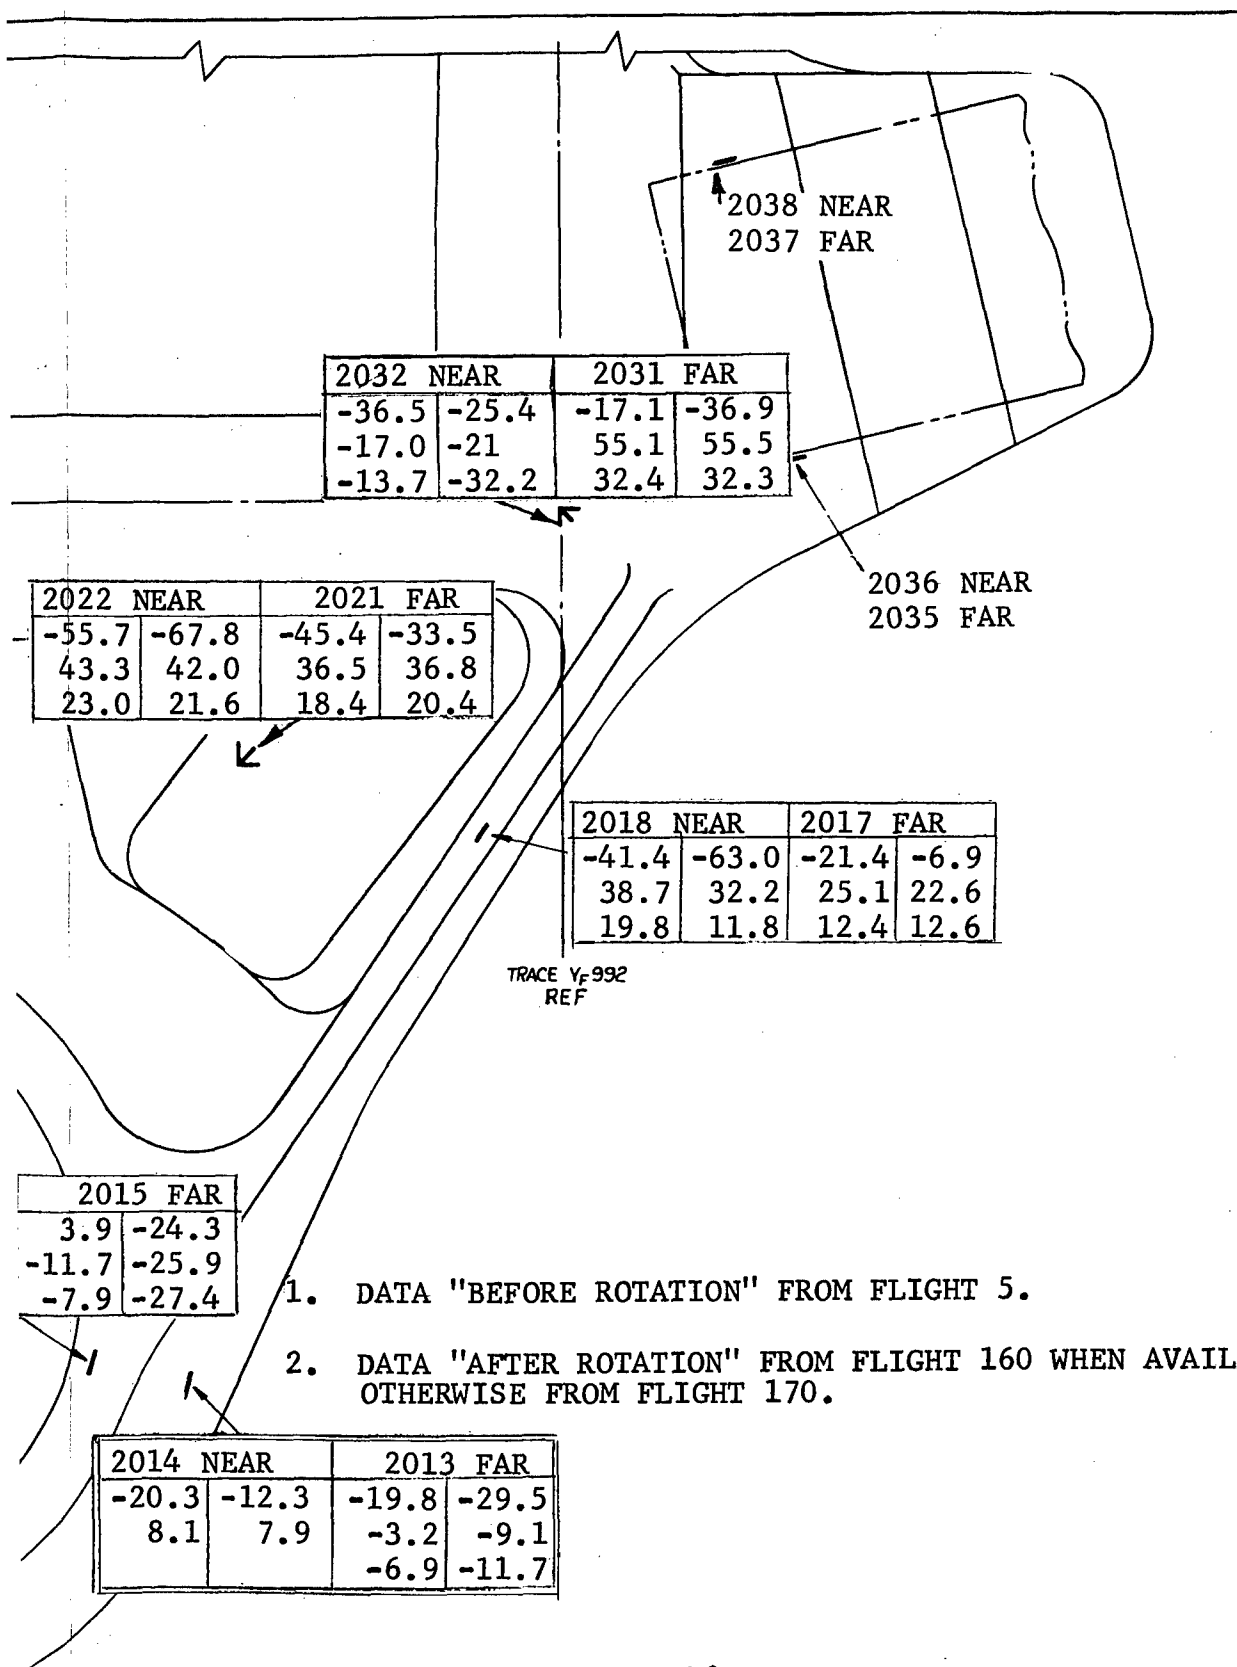 2038 NEAR
2037 FAR
2032 NEAR 2031 FAR
-36.5 -25.4 -17.1 -36.9
-17.0 -21 55.1 55.5
-13.7 -32.2 32.4 32.3
2036 NEAR
2035 FAR
2022 NEAR 2021 FAR
-55.7 -67.8 -45.4 -33.5
43.3 42.0 36.5 36.8
23.0 21.6 18.4 20.4
2018 NEAR 2017 FAR
-41.4 -63.0 -21.4 -6.9
38.7 32.2 25.1 22.6
19.8 11.8 12.4 12.6
TRACE YF992
REF
2015 FAR
3.9 -24.3
-11.7 -25.9
-7.9 -27.4
1. DATA "BEFORE ROTATION" FROM FLIGHT 5.
2. DATA "AFTER ROTATION" FROM FLIGHT 160 WHEN AVAIL
OTHERWISE FROM FLIGHT 170.
2014 NEAR 2013 FAR
-20.3 -12.3 -19.8 -29.5
8.1 7.9 -3.2 -9.1
-6.9 -11.7